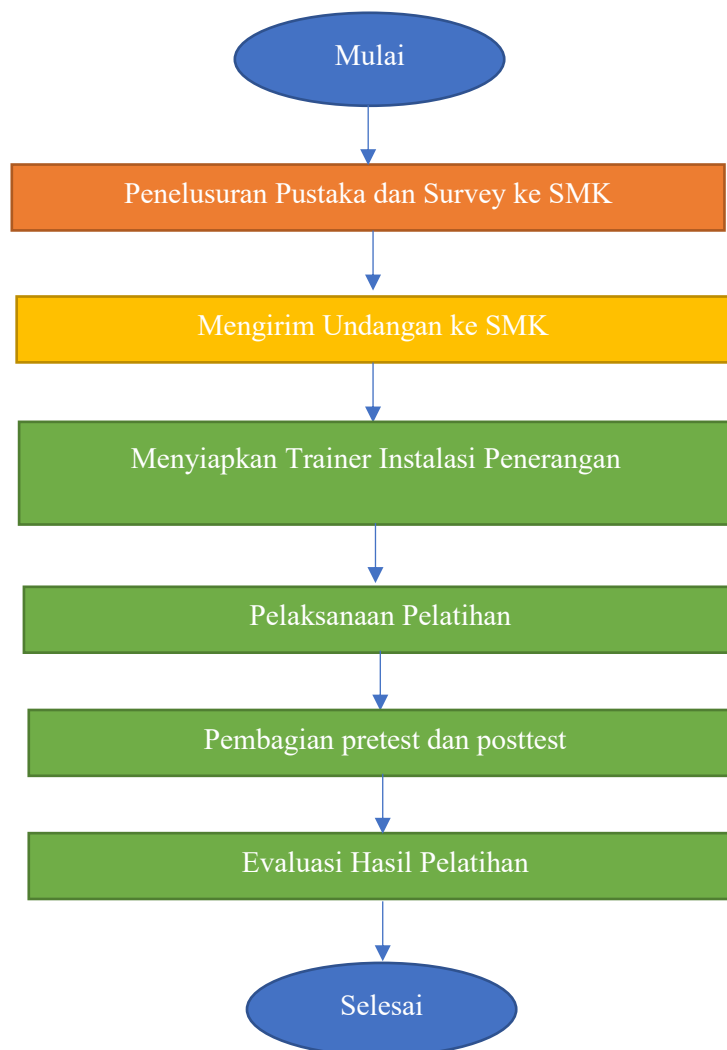 Mulai
Penelusuran Pustaka dan Survey ke SMK
Mengirim Undangan ke SMK
Menyiapkan Trainer Instalasi Penerangan
Pelaksanaan Pelatihan
Pembagian pretest dan posttest
Evaluasi Hasil Pelatihan
Selesai